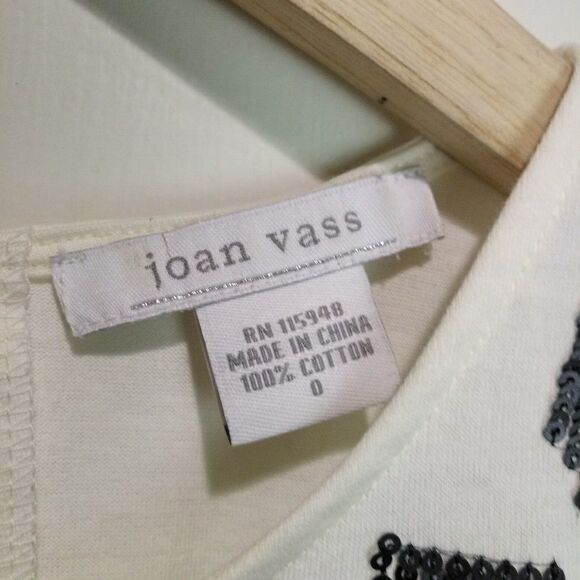 joan vass
RN 115948
MADE IN CHINA
100% COTTON
0